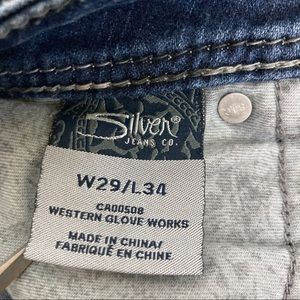 Silver®
JEANS CO.
W29/L34
CA00508
WESTERN GLOVE WORKS
MADE IN CHINA/
FABRIQUÉ EN CHINE